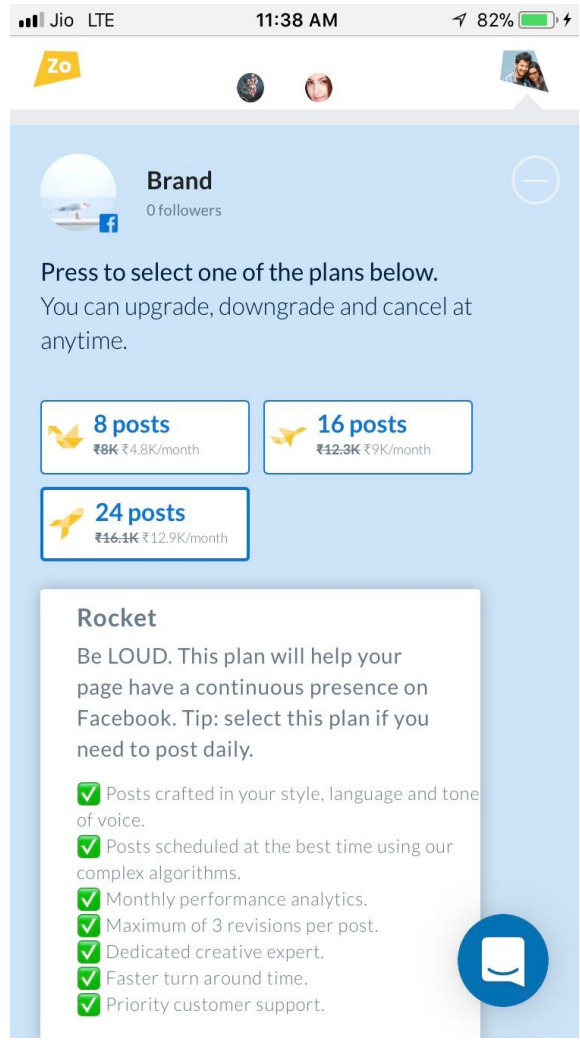 Jio LTE 11:38 AM 82%
Zo
Brand
0 followers
Press to select one of the plans below.
You can upgrade, downgrade and cancel at
anytime.
8 posts
₹8K ₹4.8K/month
16 posts
₹12.3K ₹9K/month
24 posts
₹16.1K ₹12.9K/month
Rocket
Be LOUD. This plan will help your
page have a continuous presence on
Facebook. Tip: select this plan if you
need to post daily.
✅ Posts crafted in your style, language and tone
of voice.
✅ Posts scheduled at the best time using our
complex algorithms.
✅ Monthly performance analytics.
✅ Maximum of 3 revisions per post.
✅ Dedicated creative expert.
✅ Faster turn around time.
✅ Priority customer support.